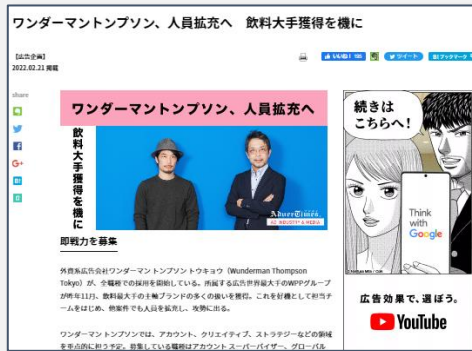 ワンダーマントンプソン、人員拡充へ 飲料大手獲得を機に
【広告企画】
2022.02.21 掲載
ツイート
ブックマーク
share
ワンダーマントンプソン、人員拡充へ
飲料大手獲得を機に
AdverTimes.
AD INDUSTRY & MEDIA
即戦力を募集
外資系広告会社ワンダーマン トンプソン トウキョウ（Wunderman Thompson
Tokyo）が、全職種での採用を開始している。所属する広告世界最大手のWPPグループ
が昨年11月、飲料最大手の主軸ブランドの多くの扱いを獲得。これを好機として担当チ
ームをはじめ、他案件でも人員を拡充し、攻勢に出る。
ワンダーマン トンプソンでは、アカウント、クリエイティブ、ストラテジーなどの領域
を重点的に拾う予定。募集している職種はアカウント スーパーバイザー、グローバル
続きは
こちらへ!
Think
with
Google
広告効果で、選ぼう。
YouTube